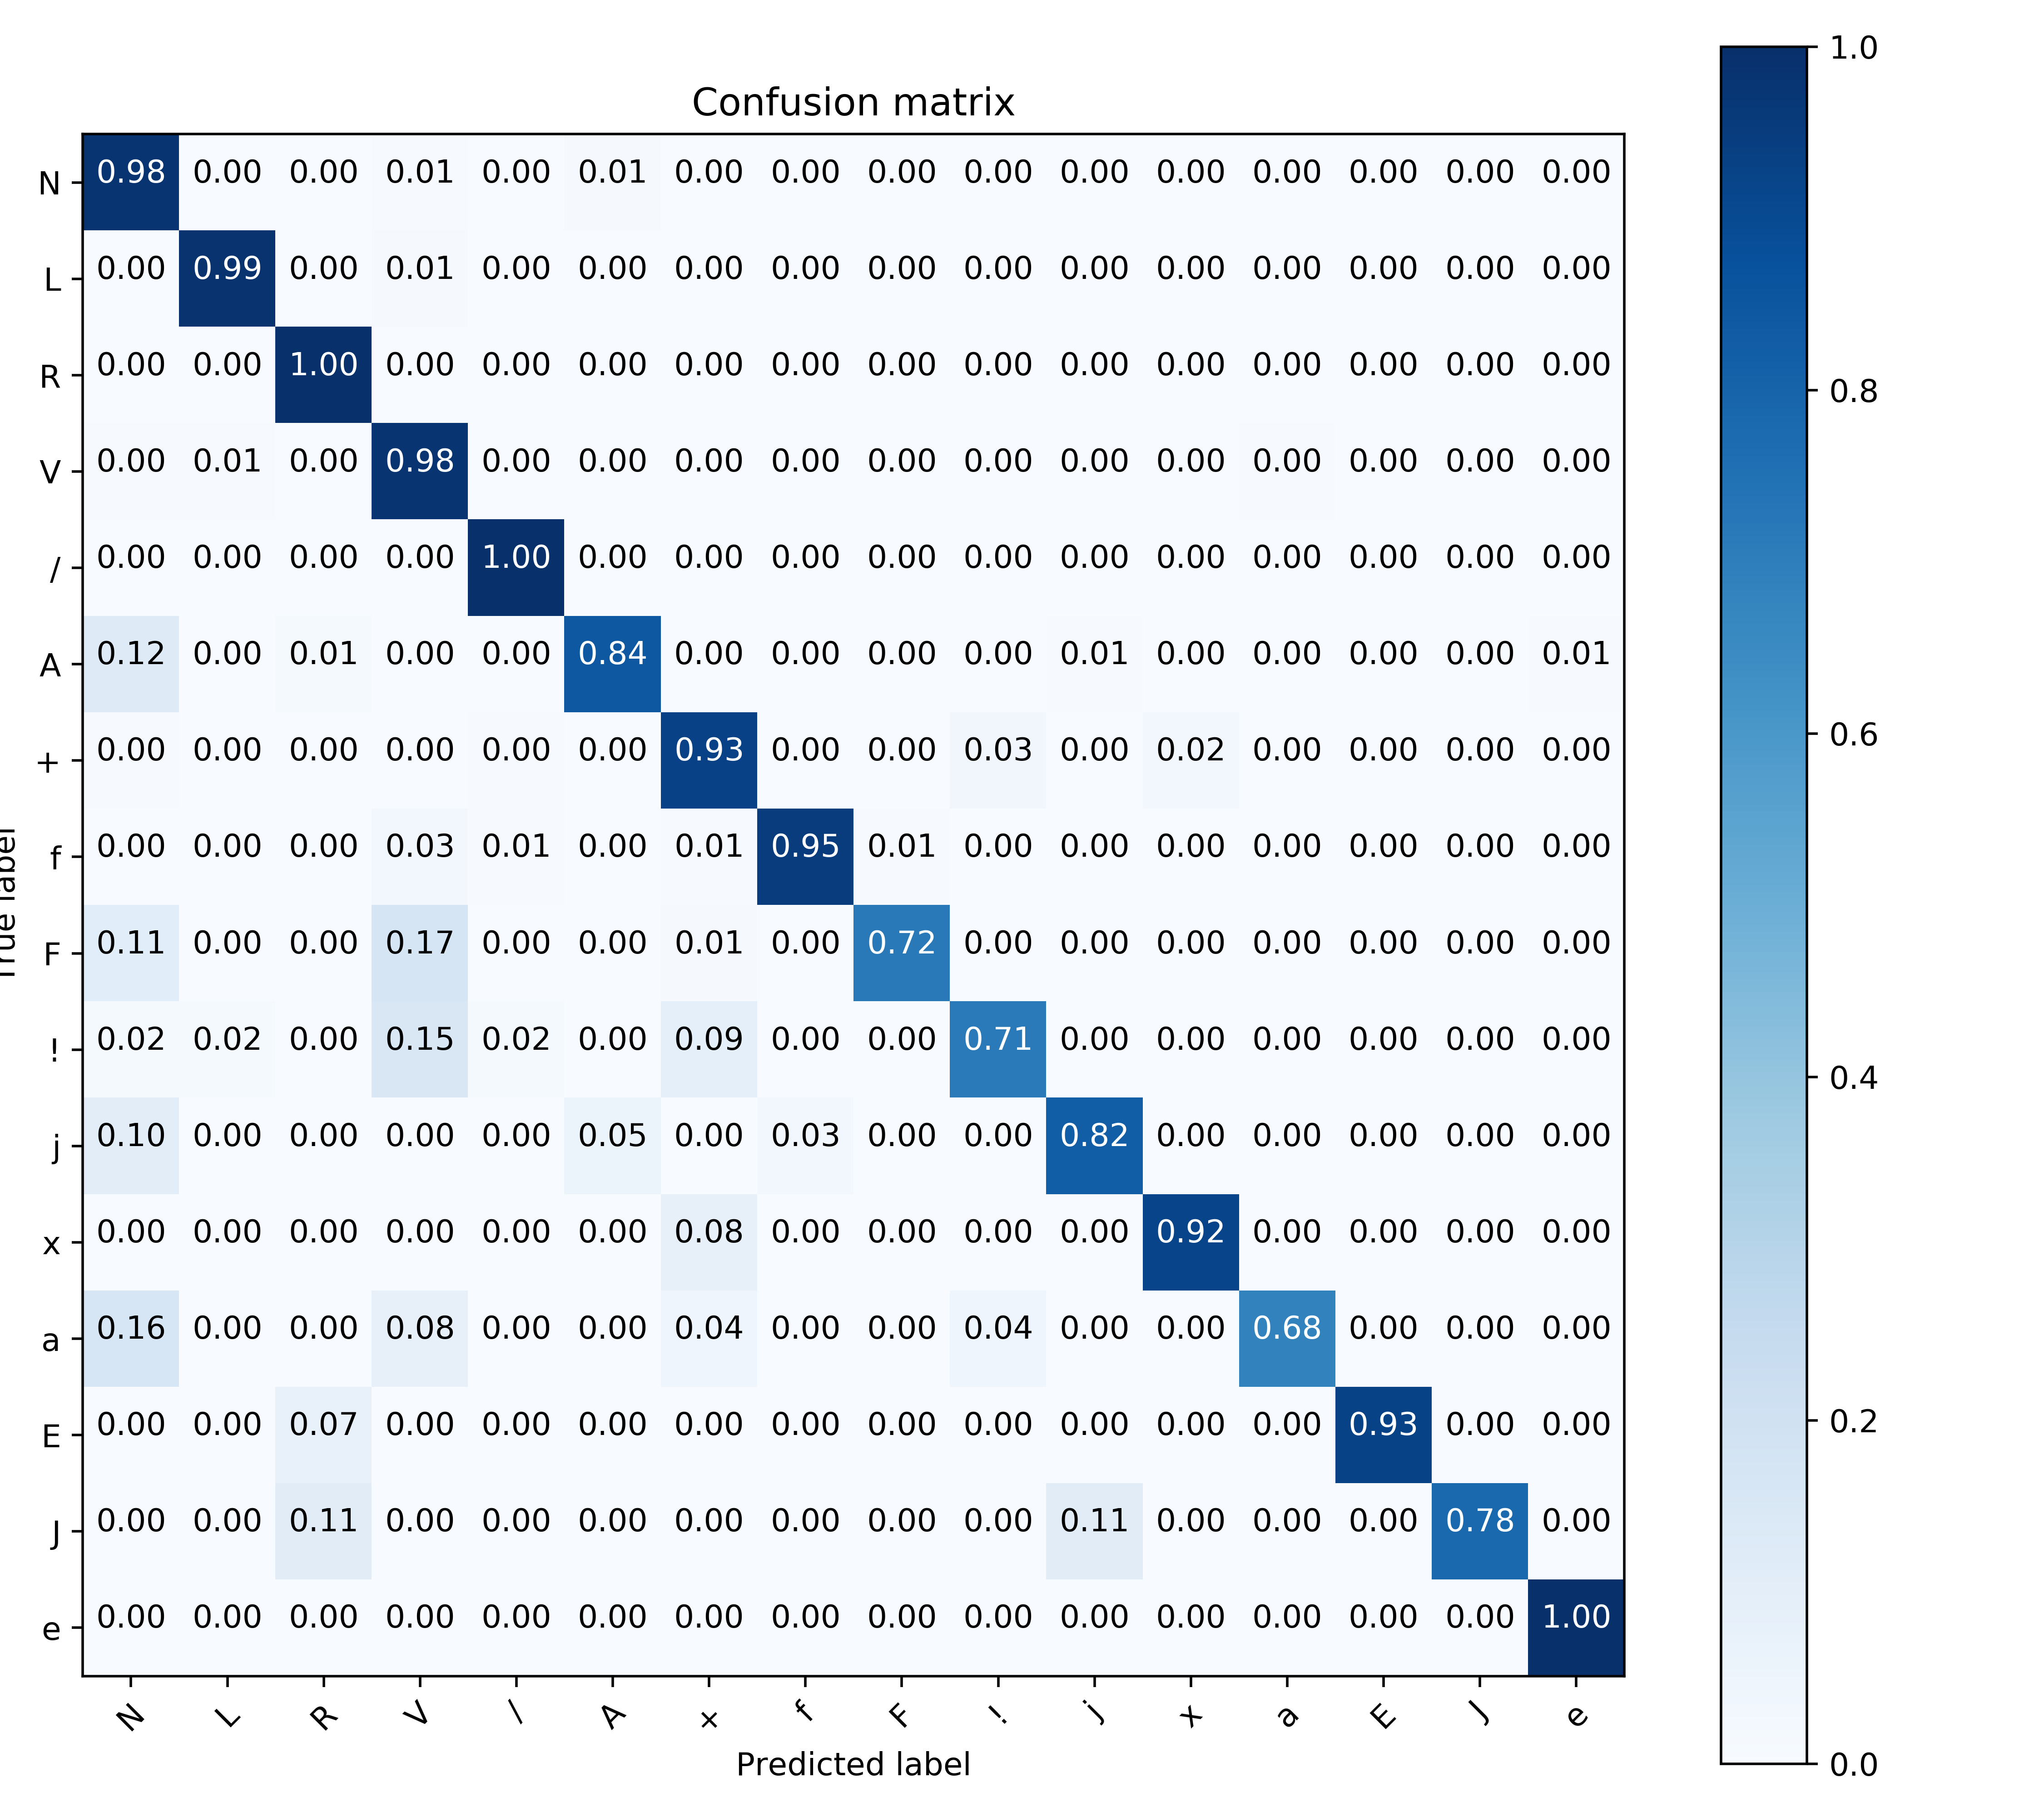 Confusion matrix
1.0
N 0.98 0.00 0.00 0.01 0.00 0.01 0.00 0.00 0.00 0.00 0.00 0.00 0.00 0.00 0.00 0.00
L 0.00 0.99 0.00 0.01 0.00 0.00 0.00 0.00 0.00 0.00 0.00 0.00 0.00 0.00 0.00 0.00
R 0.00 0.00 1.00 0.00 0.00 0.00 0.00 0.00 0.00 0.00 0.00 0.00 0.00 0.00 0.00 0.00
0.8
V 0.00 0.01 0.00 0.98 0.00 0.00 0.00 0.00 0.00 0.00 0.00 0.00 0.00 0.00 0.00 0.00
/ 0.00 0.00 0.00 0.00 1.00 0.00 0.00 0.00 0.00 0.00 0.00 0.00 0.00 0.00 0.00 0.00
A 0.12 0.00 0.01 0.00 0.00 0.84 0.00 0.00 0.00 0.00 0.01 0.00 0.00 0.00 0.00 0.01
0.6
+ 0.00 0.00 0.00 0.00 0.00 0.00 0.93 0.00 0.00 0.03 0.00 0.02 0.00 0.00 0.00 0.00
f 0.00 0.00 0.00 0.03 0.01 0.00 0.01 0.95 0.01 0.00 0.00 0.00 0.00 0.00 0.00 0.00
True label
F 0.11 0.00 0.00 0.17 0.00 0.00 0.01 0.00 0.72 0.00 0.00 0.00 0.00 0.00 0.00 0.00
! 0.02 0.02 0.00 0.15 0.02 0.00 0.09 0.00 0.00 0.71 0.00 0.00 0.00 0.00 0.00 0.00
0.4
j 0.10 0.00 0.00 0.00 0.00 0.05 0.00 0.03 0.00 0.00 0.82 0.00 0.00 0.00 0.00 0.00
x 0.00 0.00 0.00 0.00 0.00 0.00 0.08 0.00 0.00 0.00 0.00 0.92 0.00 0.00 0.00 0.00
a 0.16 0.00 0.00 0.08 0.00 0.00 0.04 0.00 0.00 0.04 0.00 0.00 0.68 0.00 0.00 0.00
0.2
E 0.00 0.00 0.07 0.00 0.00 0.00 0.00 0.00 0.00 0.00 0.00 0.00 0.00 0.93 0.00 0.00
J 0.00 0.00 0.11 0.00 0.00 0.00 0.00 0.00 0.00 0.00 0.11 0.00 0.00 0.00 0.78 0.00
e 0.00 0.00 0.00 0.00 0.00 0.00 0.00 0.00 0.00 0.00 0.00 0.00 0.00 0.00 0.00 1.00
N L R V / A + f F ! j x a E J e
Predicted label
0.0